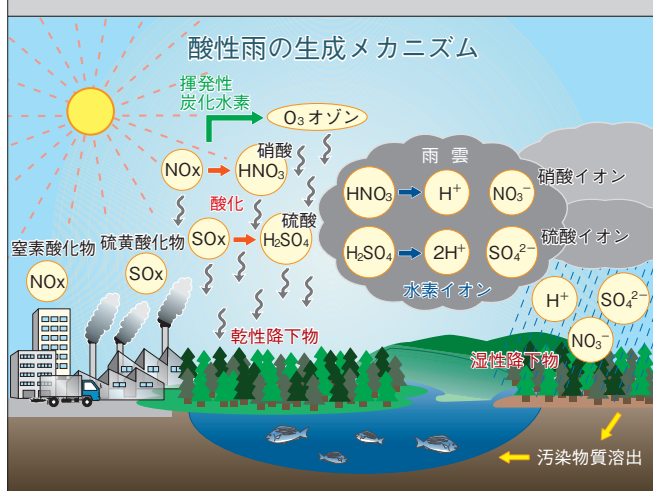 酸性雨の生成メカニズム
揮発性
炭化水素
O₃オゾン
硝酸
NOx
HNO₃
酸化
硫酸
SOx
H₂SO₄
窒素酸化物
硫黄酸化物
NOx
SOx
雨雲
HNO₃
H⁺
NO₃⁻
硝酸イオン
硫酸イオン
H₂SO₄
2H⁺
SO₄²⁻
水素イオン
H⁺
SO₄²⁻
NO₃⁻
乾性降下物
湿性降下物
汚染物質溶出